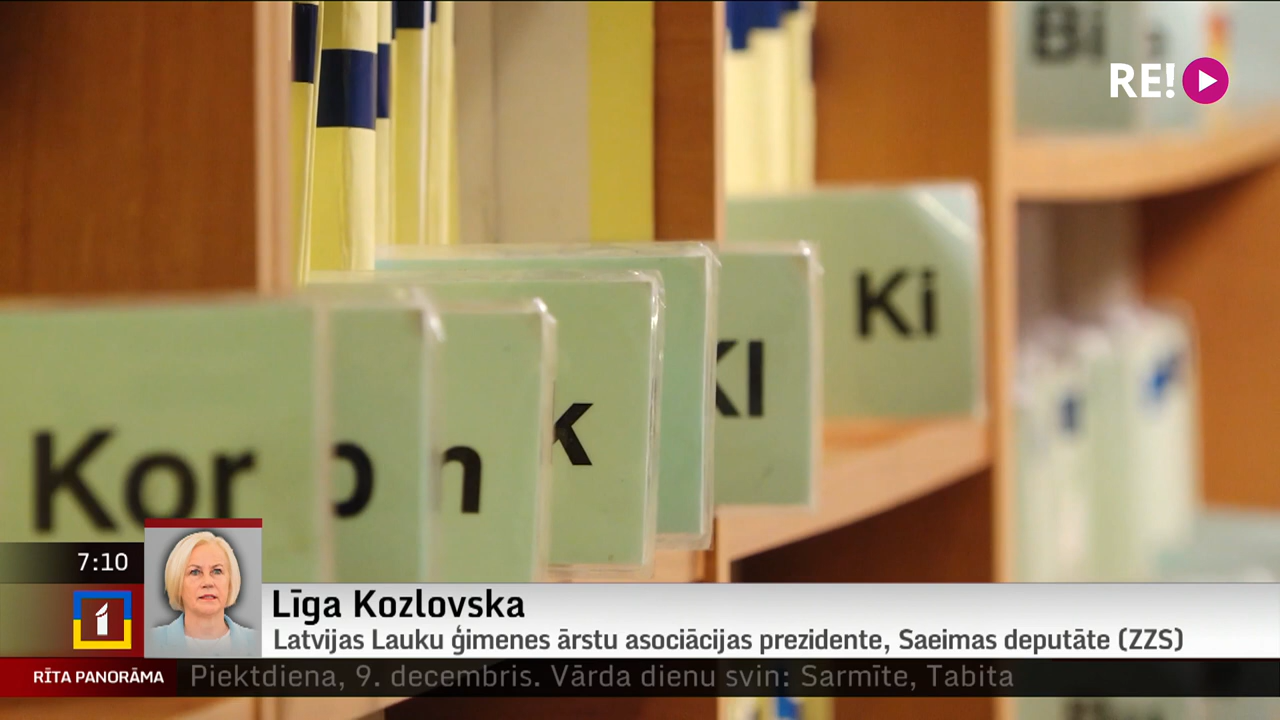 Bi
RE!
Ki
Kl
k
n
p
Kor
7:10
1
Līga Kozlovska
Latvijas Lauku ģimenes ārstu asociācijas prezidente, Saeimas deputāte (ZZS)
RĪTA PANORĀMA
Piektdiena, 9. decembris. Vārda dienu svin: Sarmīte, Tabita